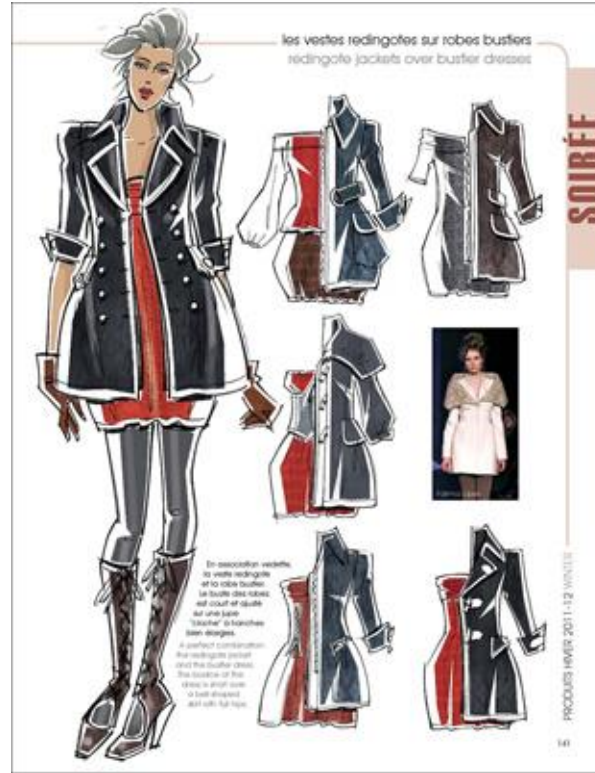 les vestes redingotes sur robes bustiers
redingote jackets over bustier dresses
SOIRÉE
En association vedette,
la veste redingote
et la robe bustier.
Le buste des robes
est court et ajusté
sur une jupe
"cloche" à hanches
bien élargies.
A perfect combination
the redingote jacket
and the bustier dress.
The bodice of the
dress is short over
a bell-shaped
skirt with full hips.
PRODUITS HIVER 2011-12 WINTER
141